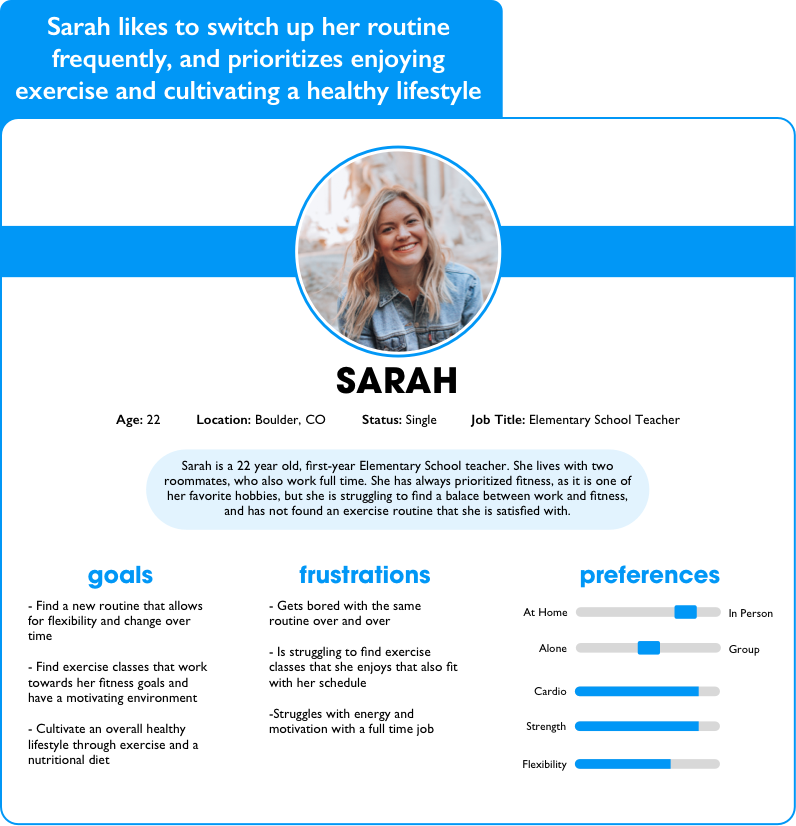 Sarah likes to switch up her routine
frequently, and prioritizes enjoying
exercise and cultivating a healthy lifestyle
SARAH
Age: 22 Location: Boulder, CO Status: Single Job Title: Elementary School Teacher
Sarah is a 22 year old, first-year Elementary School teacher. She lives with two
roommates, who also work full time. She has always prioritized fitness, as it is one of
her favorite hobbies, but she is struggling to find a balace between work and fitness,
and has not found an exercise routine that she is satisfied with.
goals
- Find a new routine that allows
for flexibility and change over
time
- Find exercise classes that work
towards her fitness goals and
have a motivating environment
- Cultivate an overall healthy
lifestyle through exercise and a
nutritional diet
frustrations
- Gets bored with the same
routine over and over
- Is struggling to find exercise
classes that she enjoys that also fit
with her schedule
-Struggles with energy and
motivation with a full time job
preferences
At Home In Person
Alone Group
Cardio
Strength
Flexibility